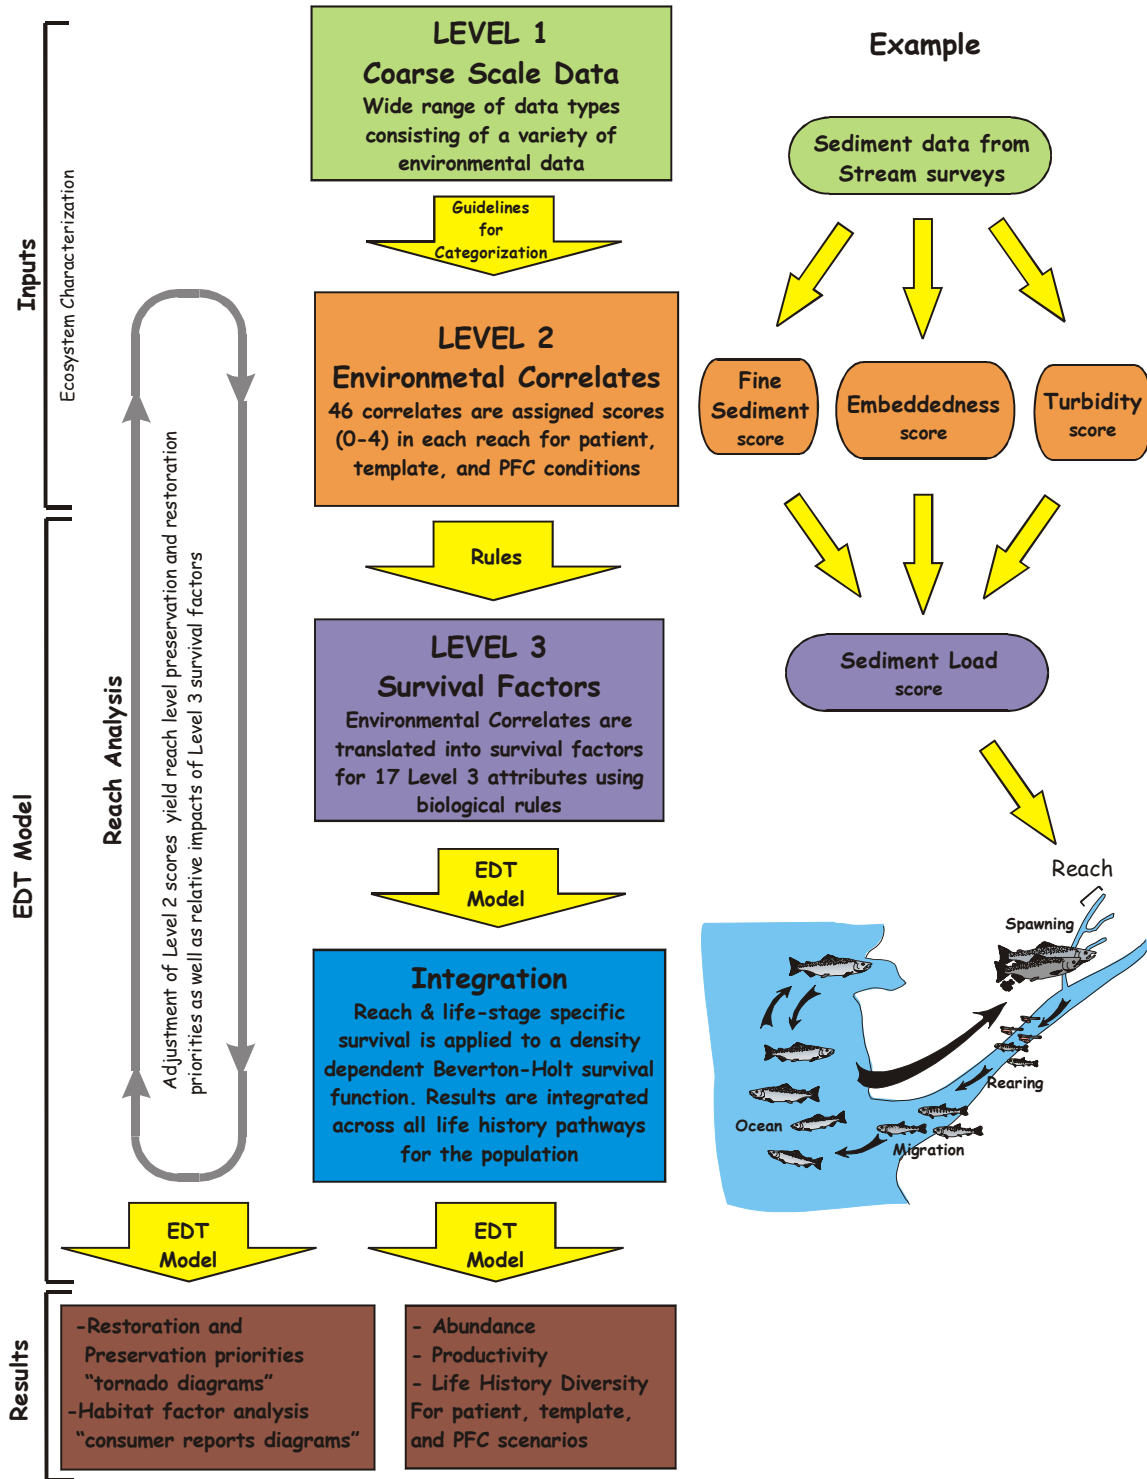 LEVEL 1
Coarse Scale Data
Wide range of data types
consisting of a variety of
environmental data
Guidelines
for
Categorization
LEVEL 2
Environmetal Correlates
46 correlates are assigned scores
(0-4) in each reach for patient,
template, and PFC conditions
Rules
LEVEL 3
Survival Factors
Environmental Correlates are
translated into survival factors
for 17 Level 3 attributes using
biological rules
EDT
Model
Integration
Reach & life-stage specific
survival is applied to a density
dependent Beverton-Holt survival
function. Results are integrated
across all life history pathways
for the population
EDT
Model
EDT
Model
-Restoration and
Preservation priorities
“tornado diagrams”
-Habitat factor analysis
“consumer reports diagrams”
- Abundance
- Productivity
- Life History Diversity
For patient, template,
and PFC scenarios
Inputs
Ecosystem Characterization
EDT Model
Reach Analysis
Adjustment of Level 2 scores yield reach level preservation and restoration
priorities as well as relative impacts of Level 3 survival factors
Results
Example
Sediment data from
Stream surveys
Fine
Sediment
score
Embeddedness
score
Turbidity
score
Sediment Load
score
Reach
Spawning
Rearing
Ocean
Migration